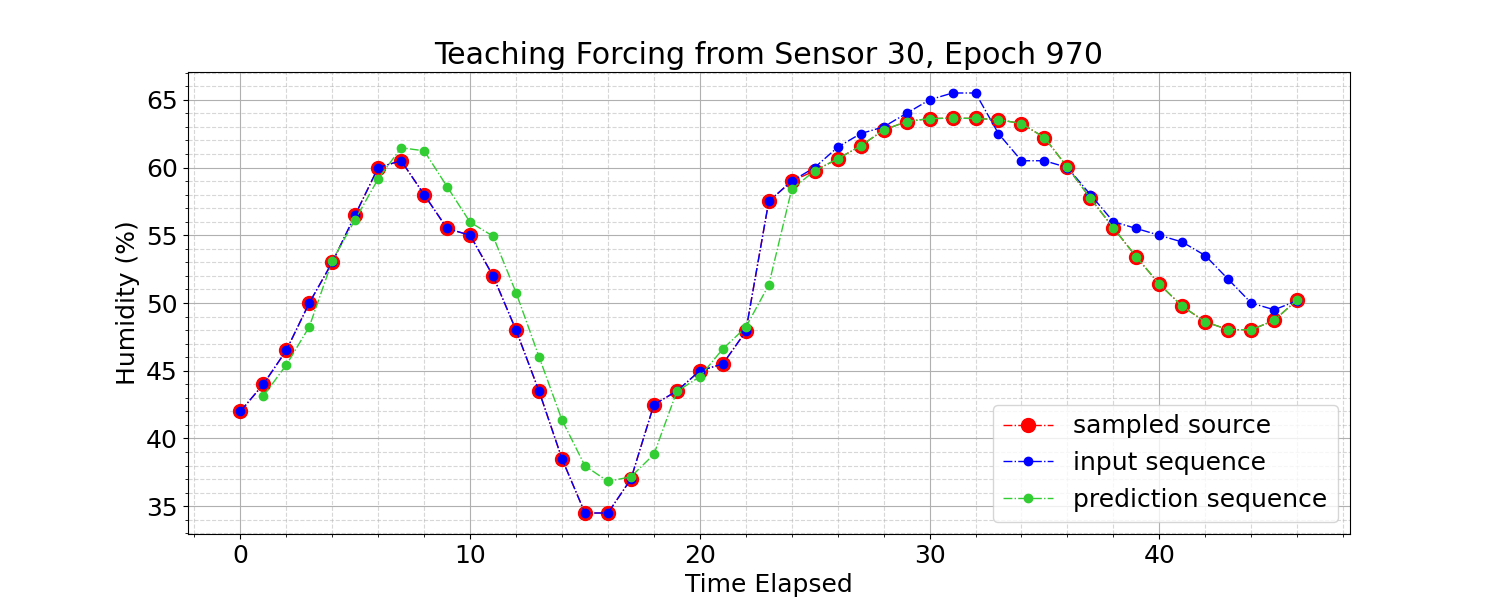 Teaching Forcing from Sensor 30, Epoch 970
Humidity (%)
65
60
55
50
45
40
35
sampled source
input sequence
prediction sequence
0 10 20 30 40
Time Elapsed